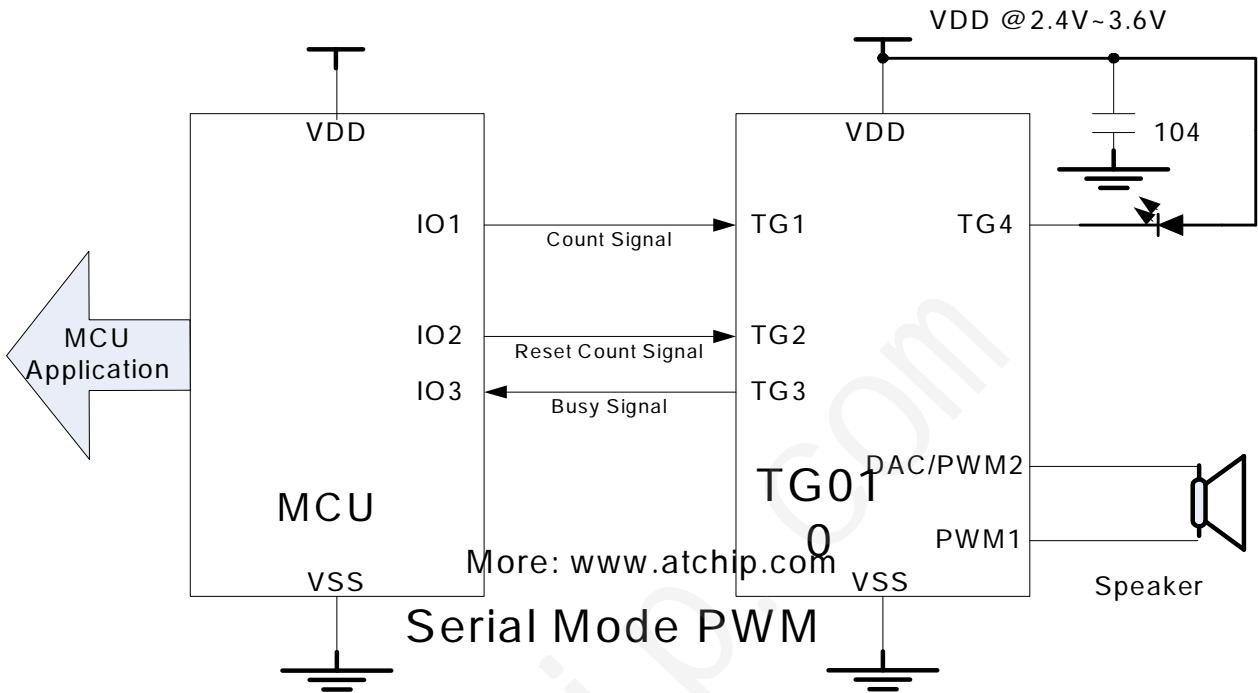 VDD @2.4V~3.6V
VDD
VDD
104
IO1
Count Signal
TG1
TG4
MCU
Application
IO2
Reset Count Signal
TG2
IO3
Busy Signal
TG3
DAC/PWM2
TG01
0
MCU
PWM1
More: www.atchip.com
VSS
VSS
Speaker
Serial Mode PWM